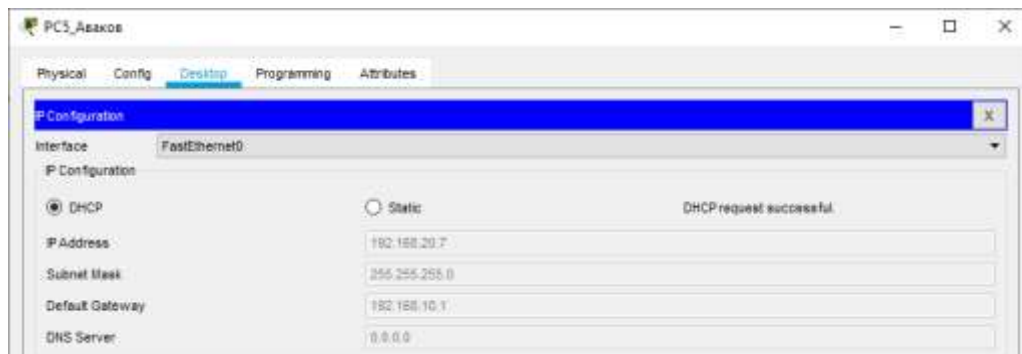 PC5_Аваков
Physical Config Desktop Programming Attributes
IP Configuration X
Interface FastEthernet0
IP Configuration
DHCP Static DHCP request successful.
IP Address 192.168.20.7
Subnet Mask 255.255.255.0
Default Gateway 192.168.10.1
DNS Server 0.0.0.0